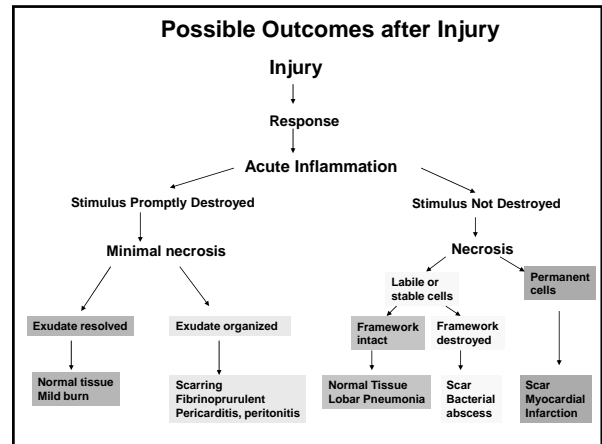 Possible Outcomes after Injury
Injury
Response
Acute Inflammation
Stimulus Promptly Destroyed
Stimulus Not Destroyed
Minimal necrosis
Necrosis
Labile or
stable cells
Permanent
cells
Exudate resolved
Exudate organized
Framework
intact
Framework
destroyed
Normal tissue
Mild burn
Scarring
Fibrinoprurulent
Pericarditis, peritonitis
Normal Tissue
Lobar Pneumonia
Scar
Bacterial
abscess
Scar
Myocardial
Infarction